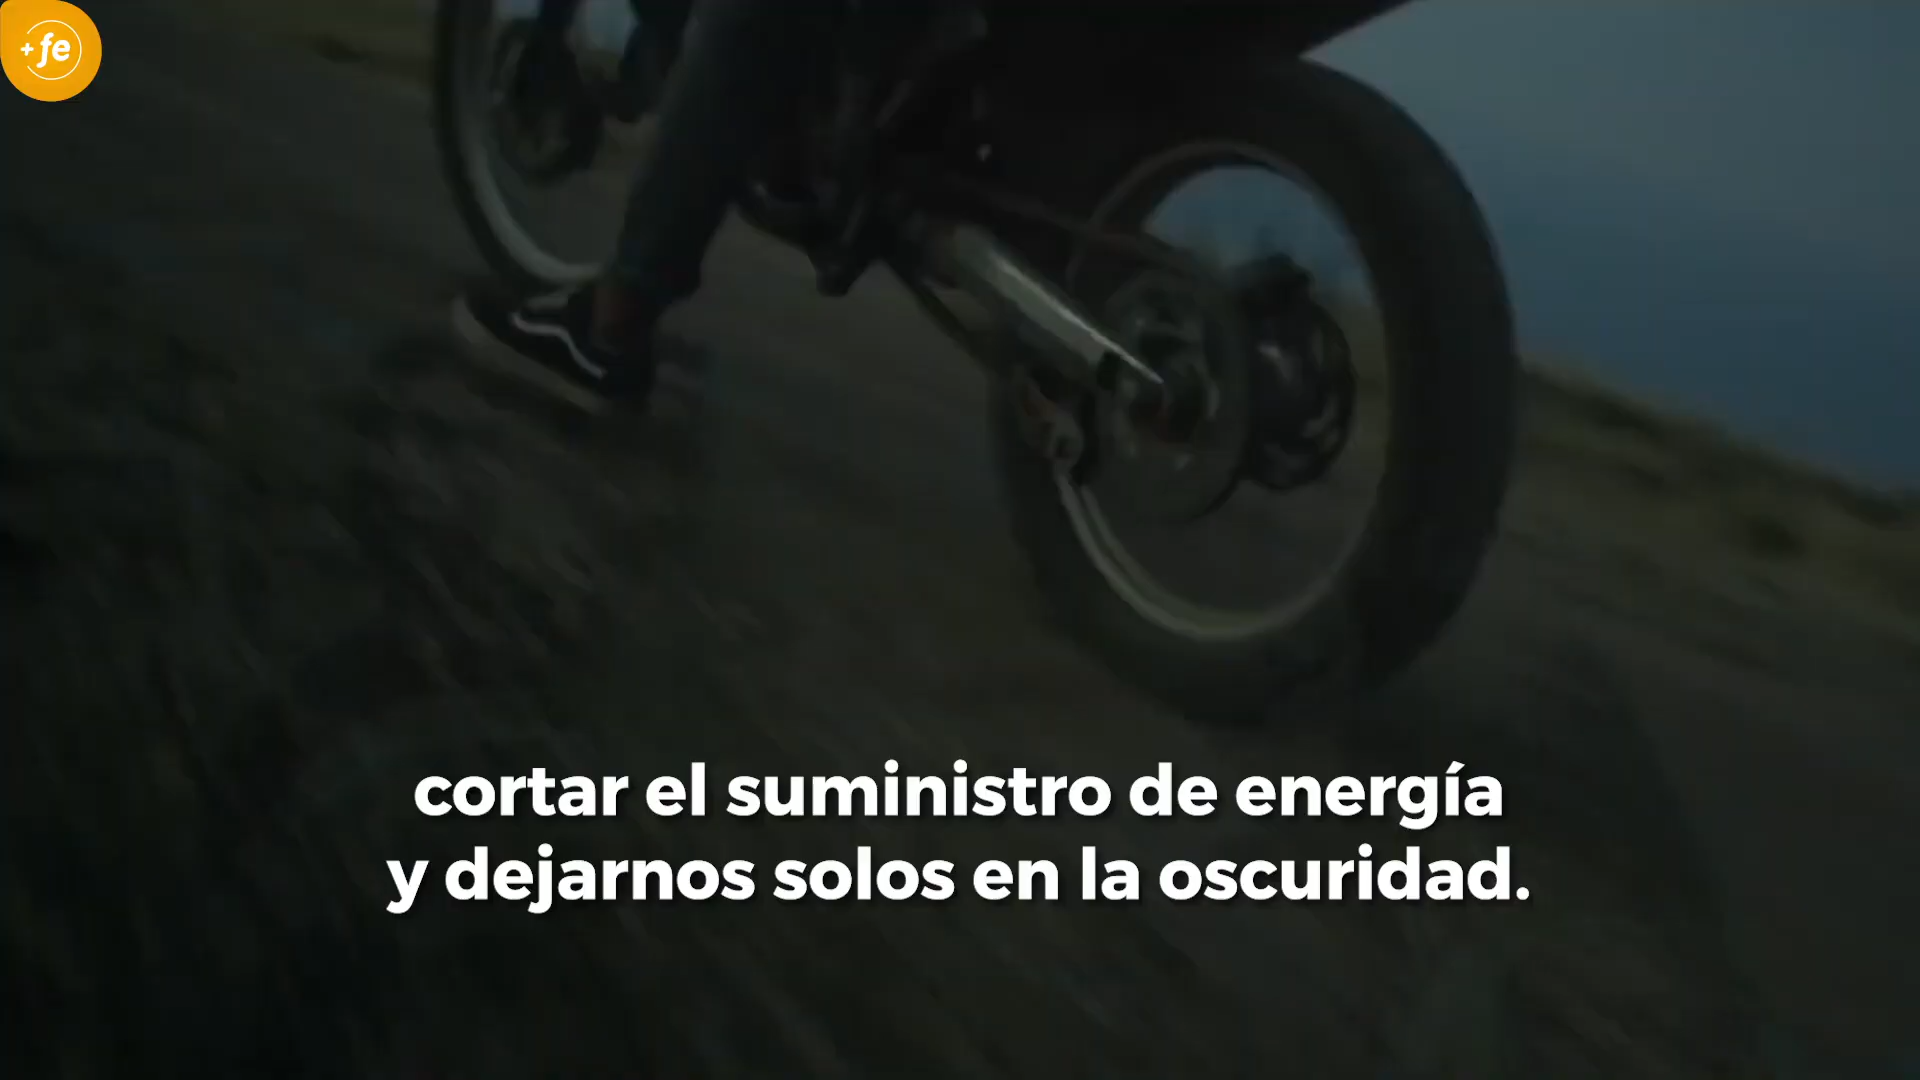 +fe
cortar el suministro de energía
y dejarnos solos en la oscuridad.